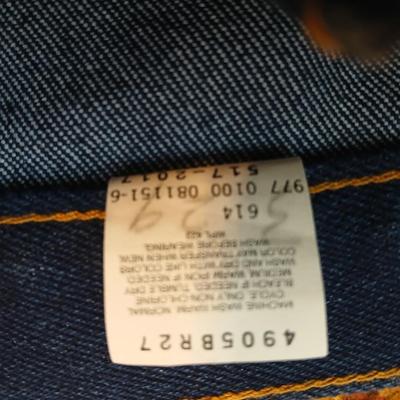 4905BR27
MACHINE WASH WARM, NORMAL
CYCLE. ONLY NON-CHLORINE
BLEACH IF NEEDED. TUMBLE DRY
MEDIUM. WARM IRON IF NEEDED.
WASH AND DRY WITH LIKE COLORS
COLOR MAY TRANSFER WHEN NEW.
WASH BEFORE WEARING.
WPL 423
614
977 0100 081151-6
517-2017